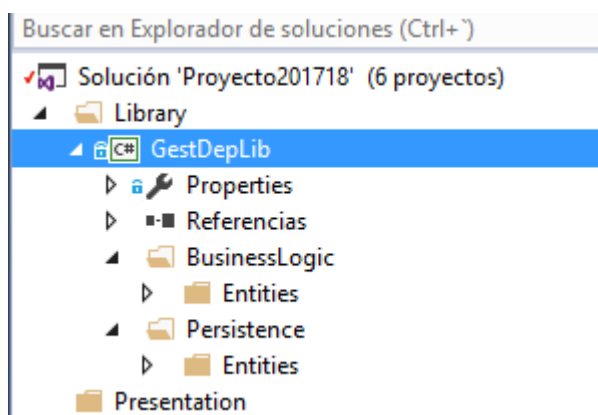 Buscar en Explorador de soluciones (Ctrl+`)
Solución 'Proyecto201718' (6 proyectos)
Library
C# GestDepLib
Properties
Referencias
BusinessLogic
Entities
Persistence
Entities
Presentation